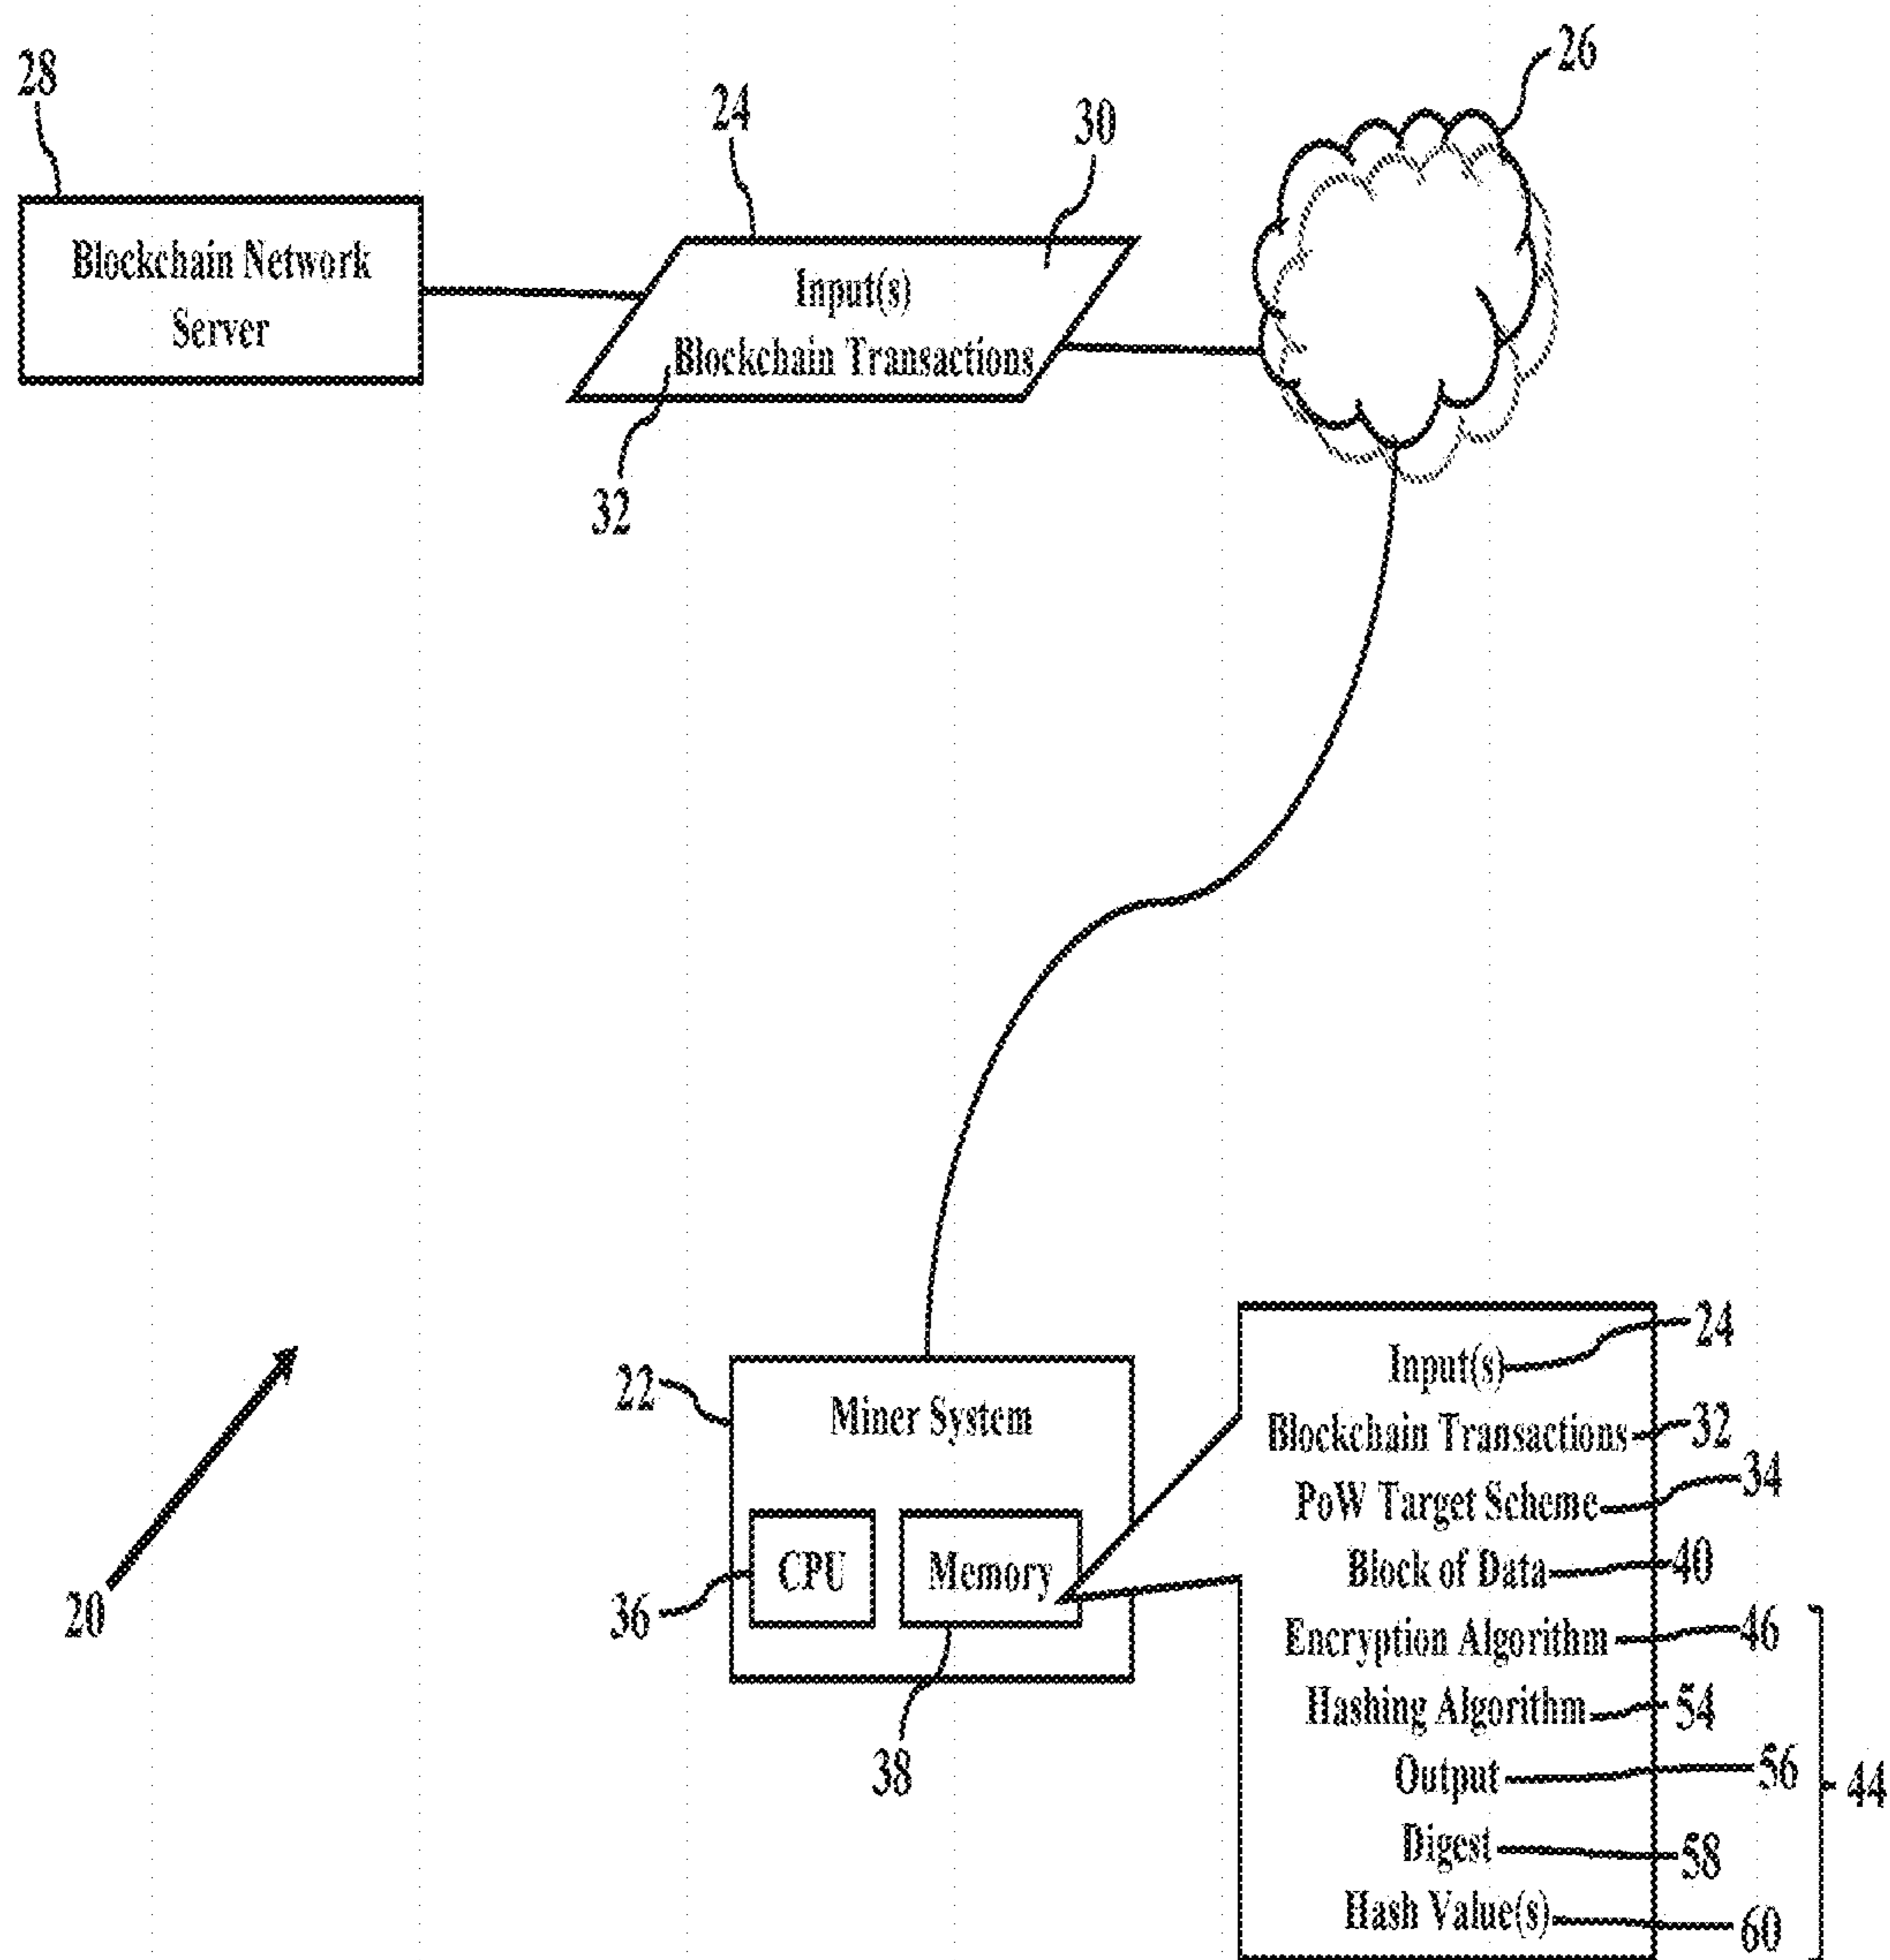 28
24
30
26
Blockchain Network
Server
Input(s)
Blockchain Transactions
32
20
22
Miner System
CPU
Memory
36
38
Input(s) 24
Blockchain Transactions 32
PoW Target Scheme 34
Block of Data 40
Encryption Algorithm 46
Hashing Algorithm 54
Output 56
Digest 58
Hash Value(s) 60
44